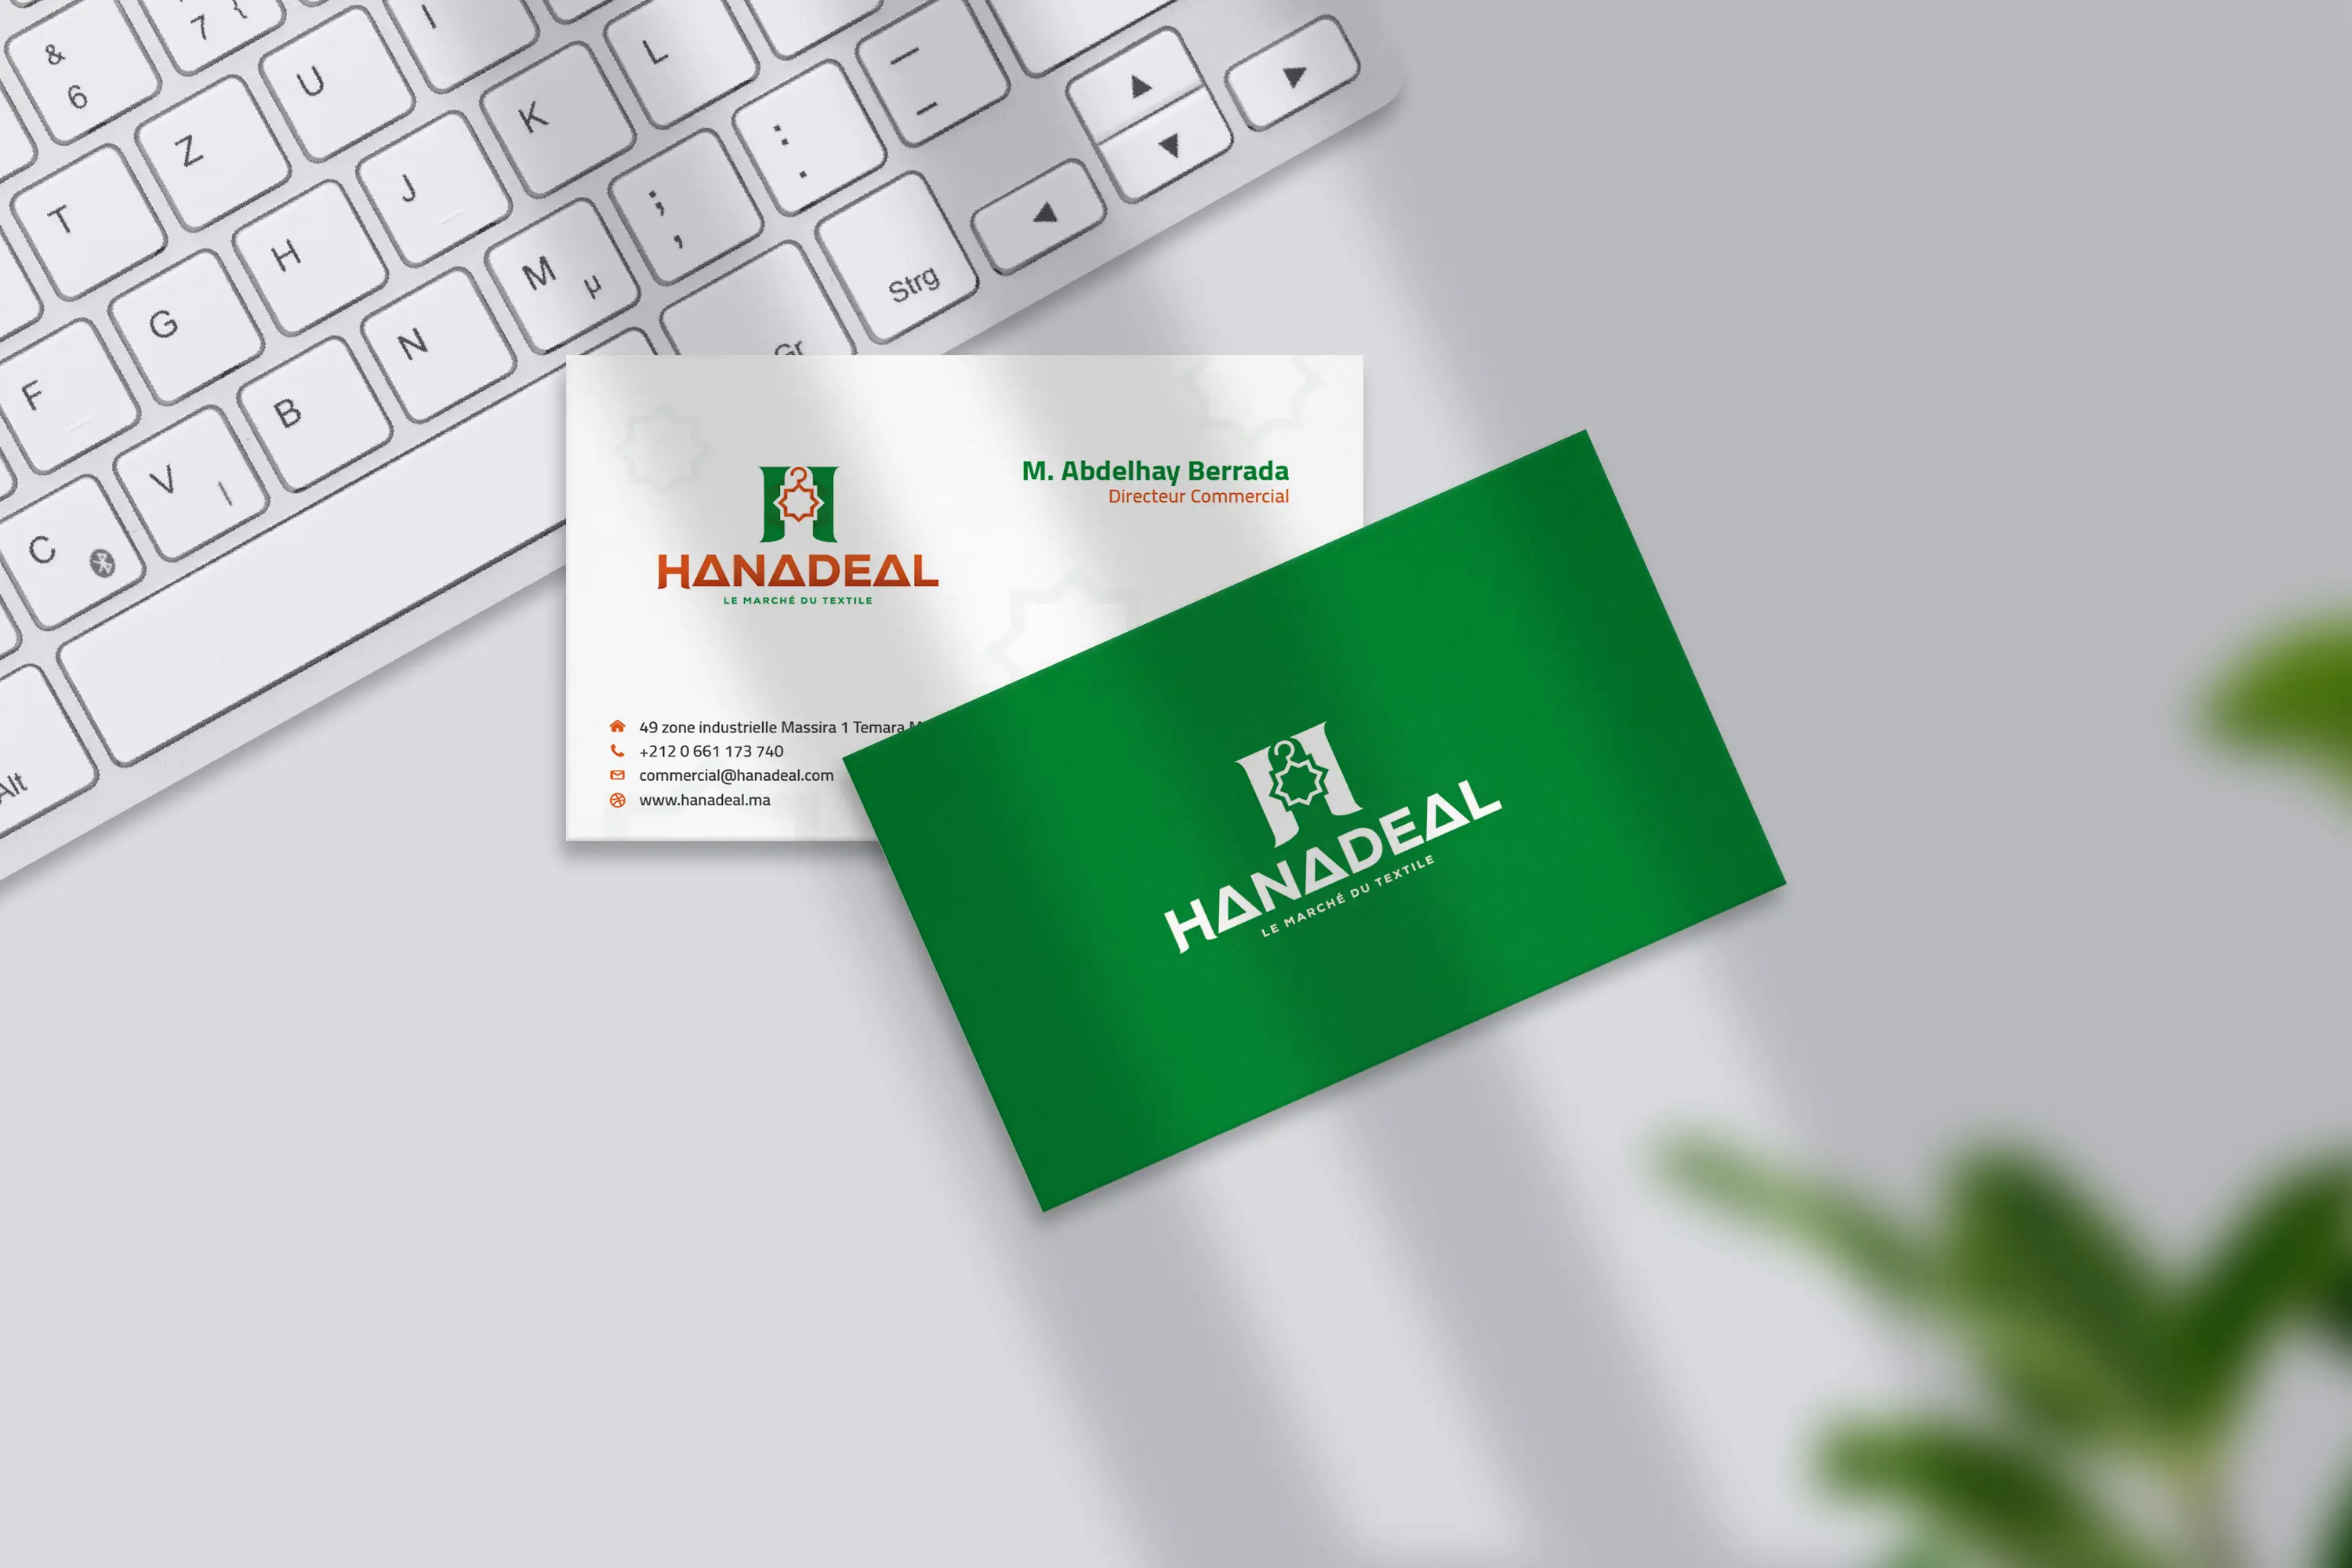 & 7 {
6
U I
Z K L
T J
H
G M µ ; ,
F N : .
B
V
C
Strg
Gr
Alt
M. Abdelhay Berrada
Directeur Commercial
HANADEAL
LE MARCHÉ DU TEXTILE
49 zone industrielle Massira 1 Temara
+212 0 661 173 740
commercial@hanadeal.com
www.hanadeal.ma
HANADEAL
LE MARCHÉ DU TEXTILE